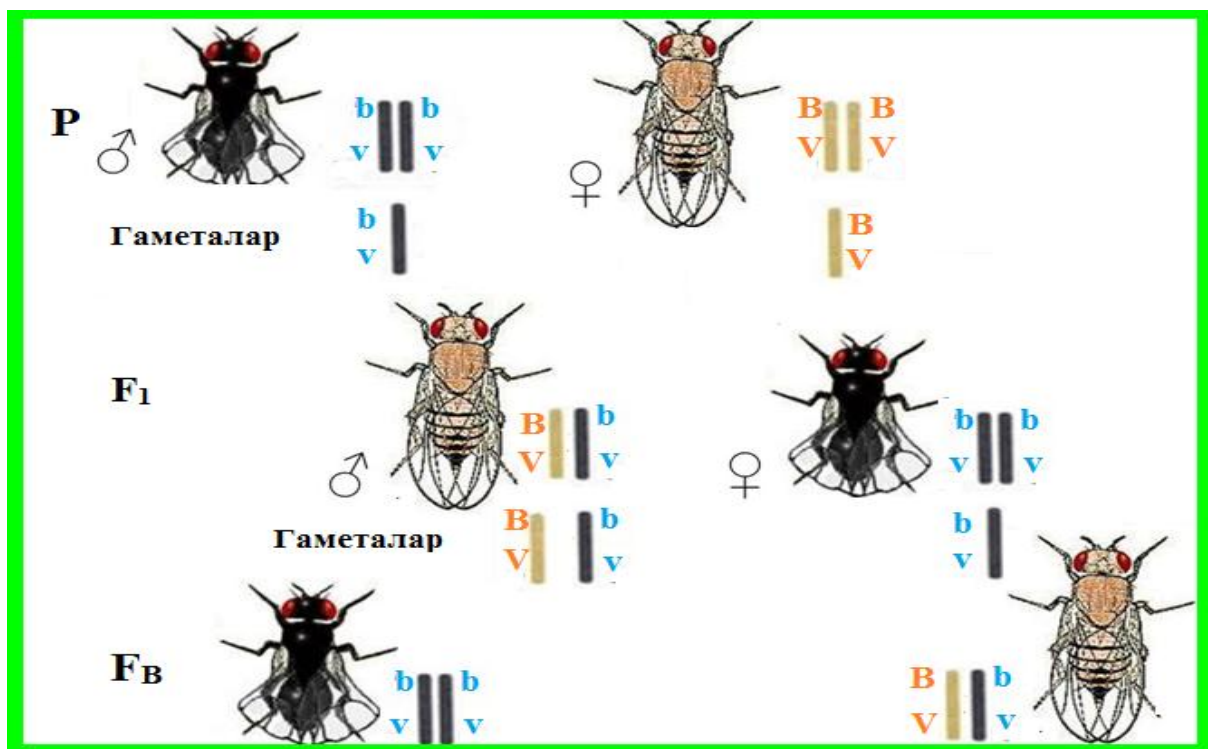 P ♂ b b v v ♀ B B V V
Гаметалар b v B V
F₁ ♂ B b V v ♀ b b v v
Гаметалар B b V v b v
F_B b b v v B b V v